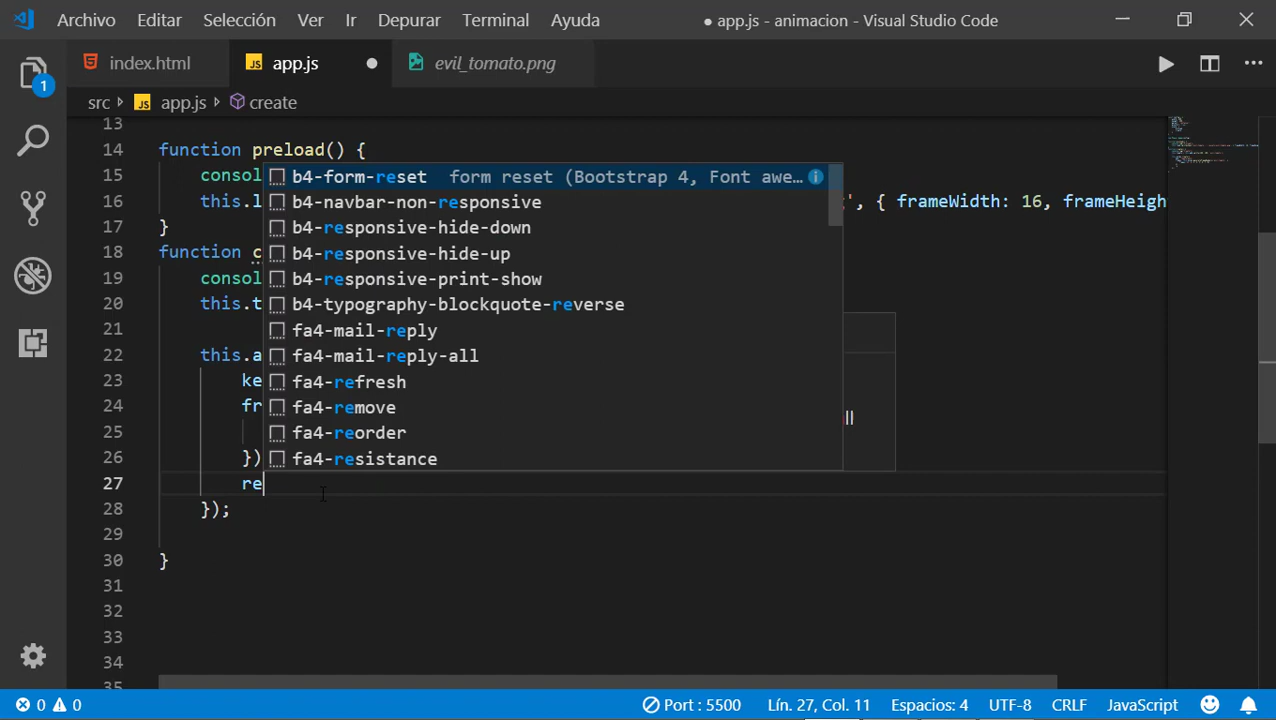 Archivo Editar Selección Ver Ir Depurar Terminal Ayuda ● app.js - animacion - Visual Studio Code
index.html JS app.js evil_tomato.png
1
src JS app.js create
13
14 function preload() {
15 consol
16 this.l ', { frameWidth: 16, frameHeigh
17 }
18 function c
19 consol
20 this.t
21
22 this.a
23 ke
24 fr
25 ll
26 })
27 re
28 });
29
30 }
31
32
33
34
35
b4-form-reset form reset (Bootstrap 4, Font awe…
b4-navbar-non-responsive
b4-responsive-hide-down
b4-responsive-hide-up
b4-responsive-print-show
b4-typography-blockquote-reverse
fa4-mail-reply
fa4-mail-reply-all
fa4-refresh
fa4-remove
fa4-reorder
fa4-resistance
0 0 Port : 5500 Lín. 27, Col. 11 Espacios: 4 UTF-8 CRLF JavaScript